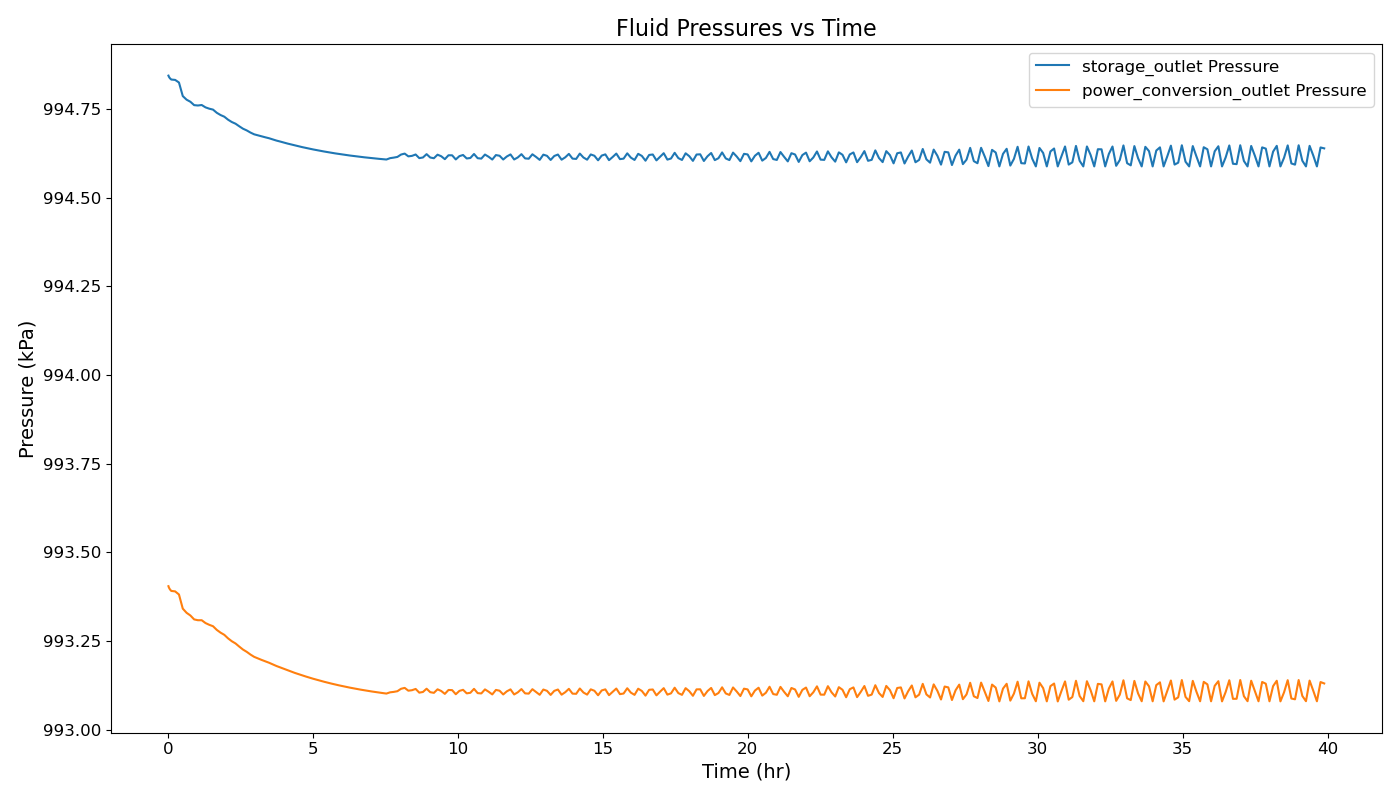 Fluid Pressures vs Time
storage_outlet Pressure
power_conversion_outlet Pressure
Pressure (kPa)
994.75
994.50
994.25
994.00
993.75
993.50
993.25
993.00
0 5 10 15 20 25 30 35 40
Time (hr)